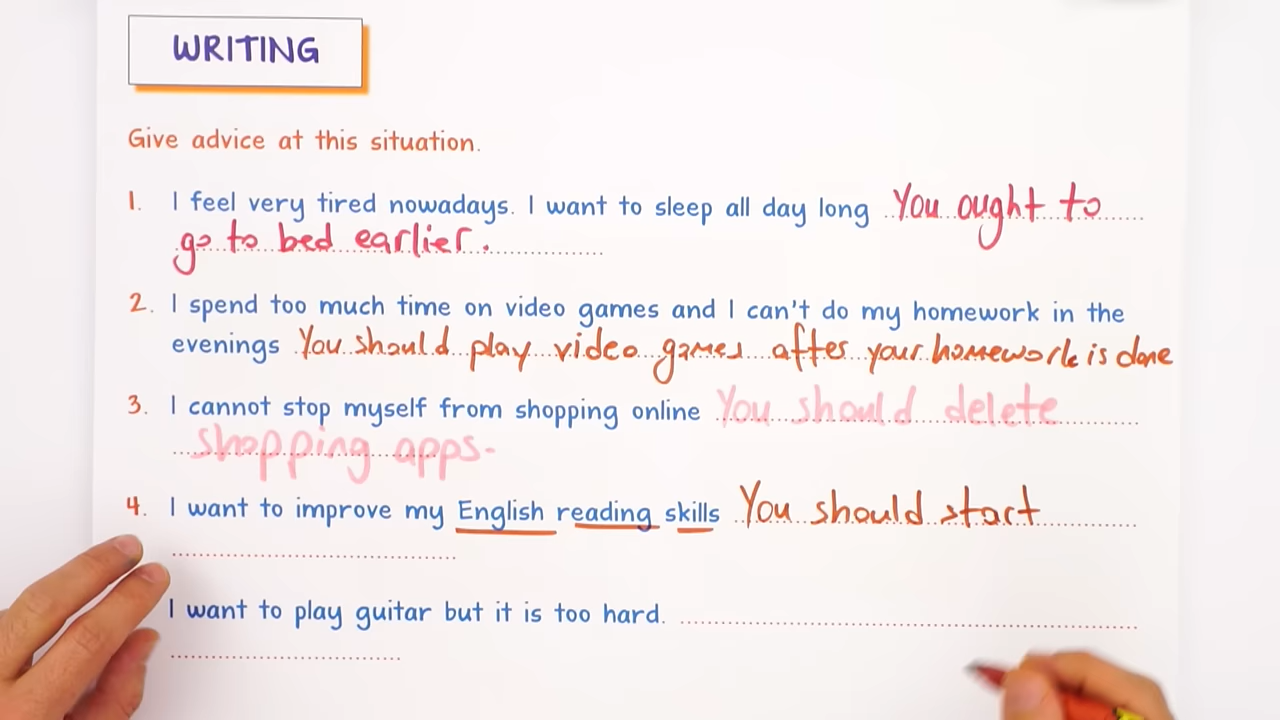 WRITING
Give advice at this situation.
1. I feel very tired nowadays. I want to sleep all day long You ought to
go to bed earlier.
2. I spend too much time on video games and I can't do my homework in the
evenings You should play video games after your homework is done
3. I cannot stop myself from shopping online You should delete
shopping apps.
4. I want to improve my English reading skills You should start
I want to play guitar but it is too hard.